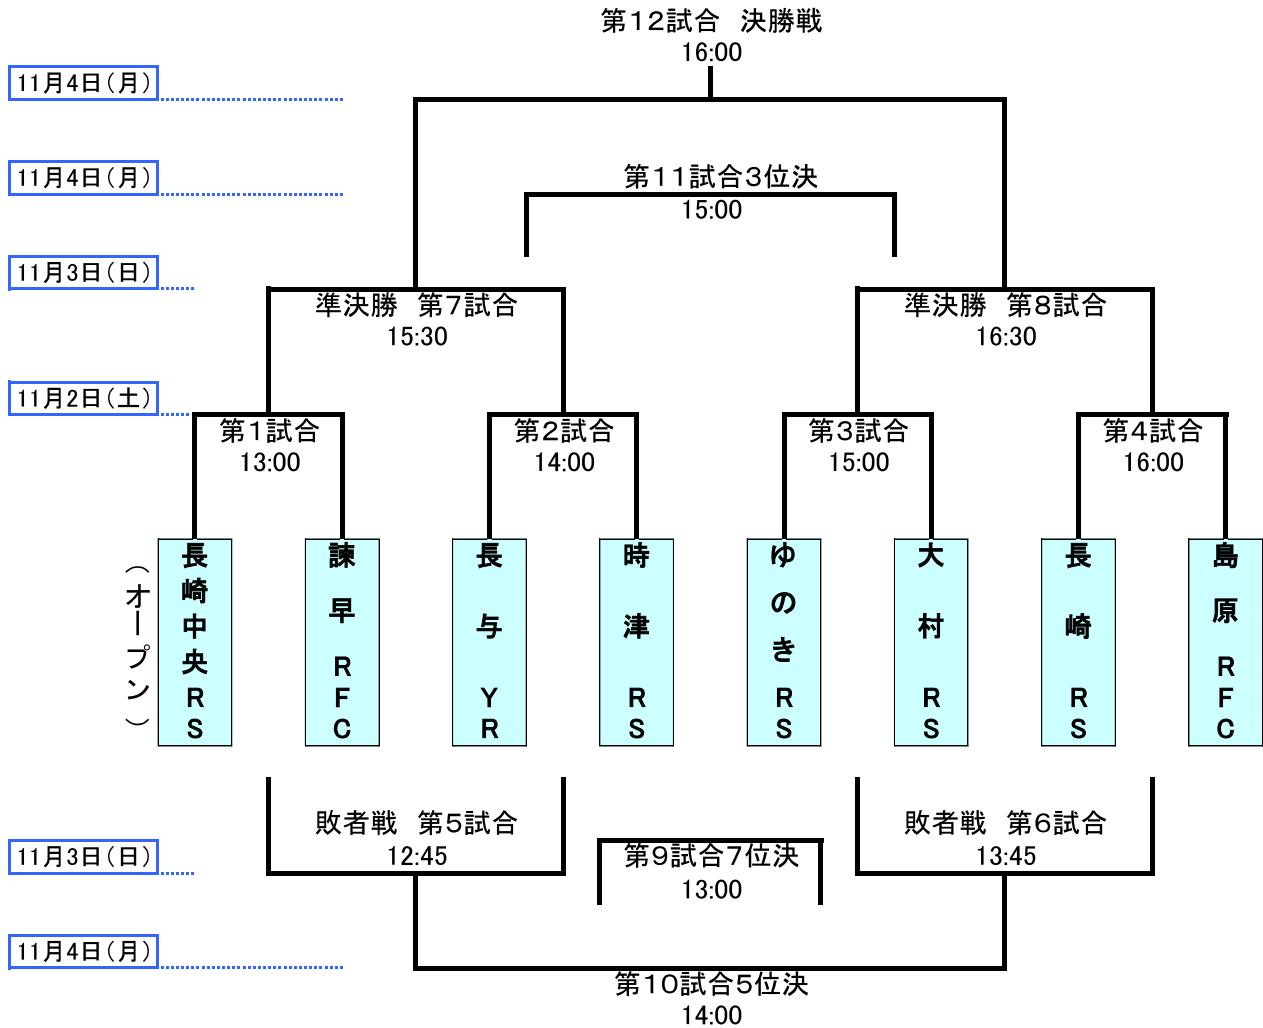 第12試合 決勝戦
16:00
11月4日(月)
11月4日(月)
第11試合3位決
15:00
11月3日(日)
準決勝 第7試合
15:30
準決勝 第8試合
16:30
11月2日(土)
第1試合
13:00
第2試合
14:00
第3試合
15:00
第4試合
16:00
(オープン)
長崎中央RS
諫早RFC
長与YR
時津RS
ゆのきRS
大村RS
長崎RS
島原RFC
敗者戦 第5試合
12:45
敗者戦 第6試合
13:45
11月3日(日)
第9試合7位決
13:00
11月4日(月)
第10試合5位決
14:00